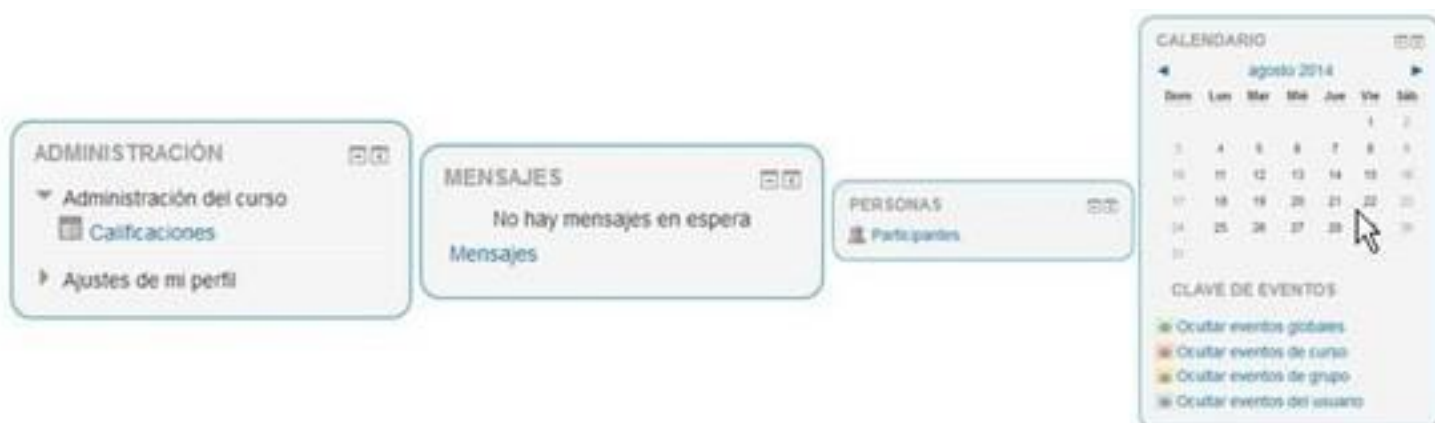 ADMINISTRACIÓN
Administración del curso
Calificaciones
Ajustes de mi perfil
MENSAJES
No hay mensajes en espera
Mensajes
PERSONAS
Participantes
CALENDARIO
agosto 2014
Dom Lun Mar Mié Jue Vie Sáb
1 2
3 4 5 6 7 8 9
10 11 12 13 14 15 16
17 18 19 20 21 22 23
24 25 26 27 28 30
31
CLAVE DE EVENTOS
Ocultar eventos globales
Ocultar eventos de curso
Ocultar eventos de grupo
Ocultar eventos del usuario